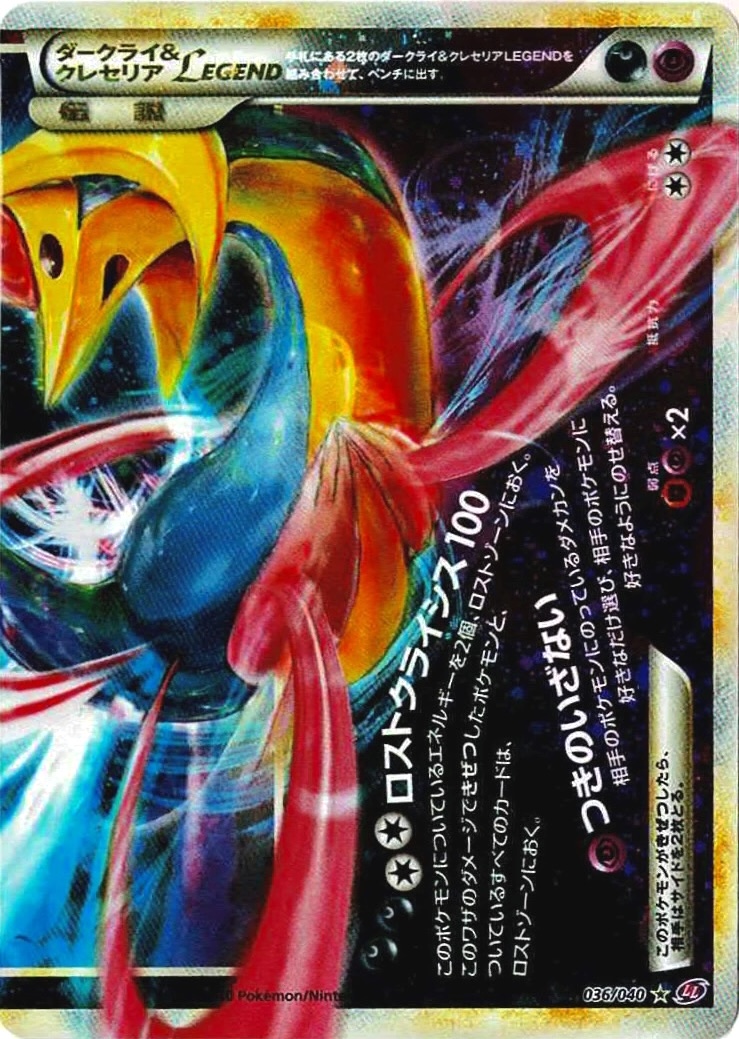 ダークライ&
クレセリア LEGEND
手札にある2枚のダークライ&クレセリアLEGENDを
組み合わせて、ベンチに出す。
伝説
にげる
抵抗力
弱点
×2
ロストクライシス 100
このポケモンについているエネルギーを2個、ロストゾーンにおく。
このワザのダメージできぜつしたポケモンと、
ついているすべてのカードは、
ロストゾーンにおく。
つきのいざない
相手のポケモンにのっているダメカンを
好きなだけ選び、相手のポケモンに
好きなようにのせ替える。
このポケモンがきぜつしたら、
相手はサイドを2枚とる。
Pokémon/Ninte
036/040